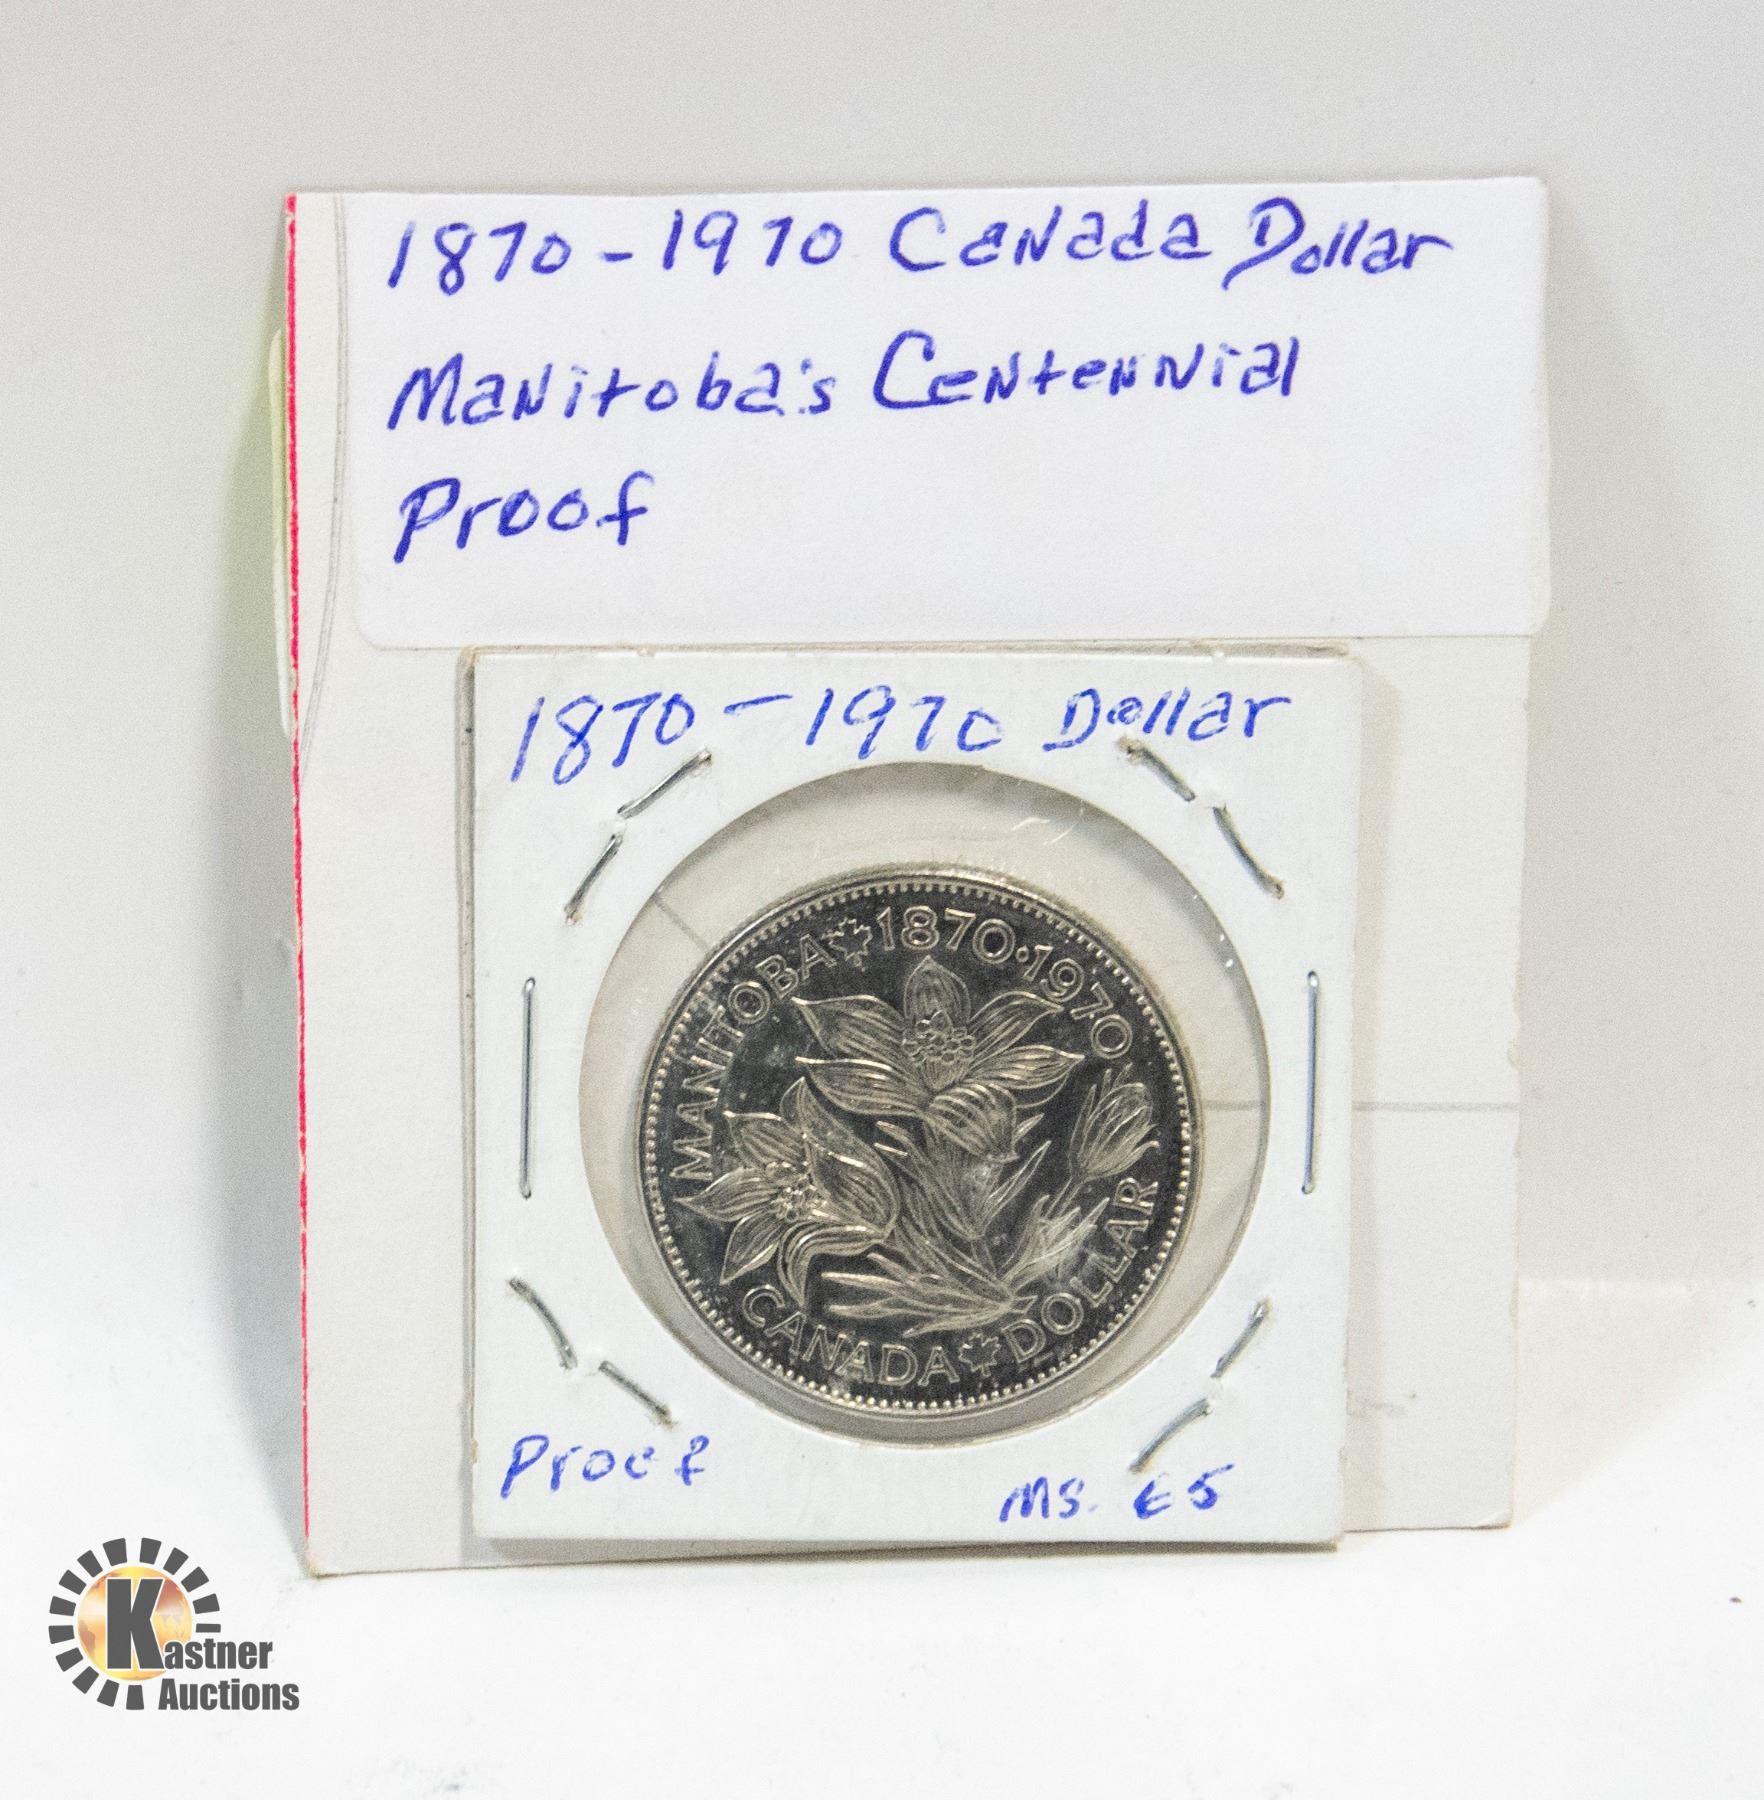 1870-1970 Canada Dollar
Manitoba's Centennial
Proof
1870-1970 Dollar
MANITOBA 1870·1970
CANADA DOLLAR
Proof
MS. 65
Kastner
Auctions